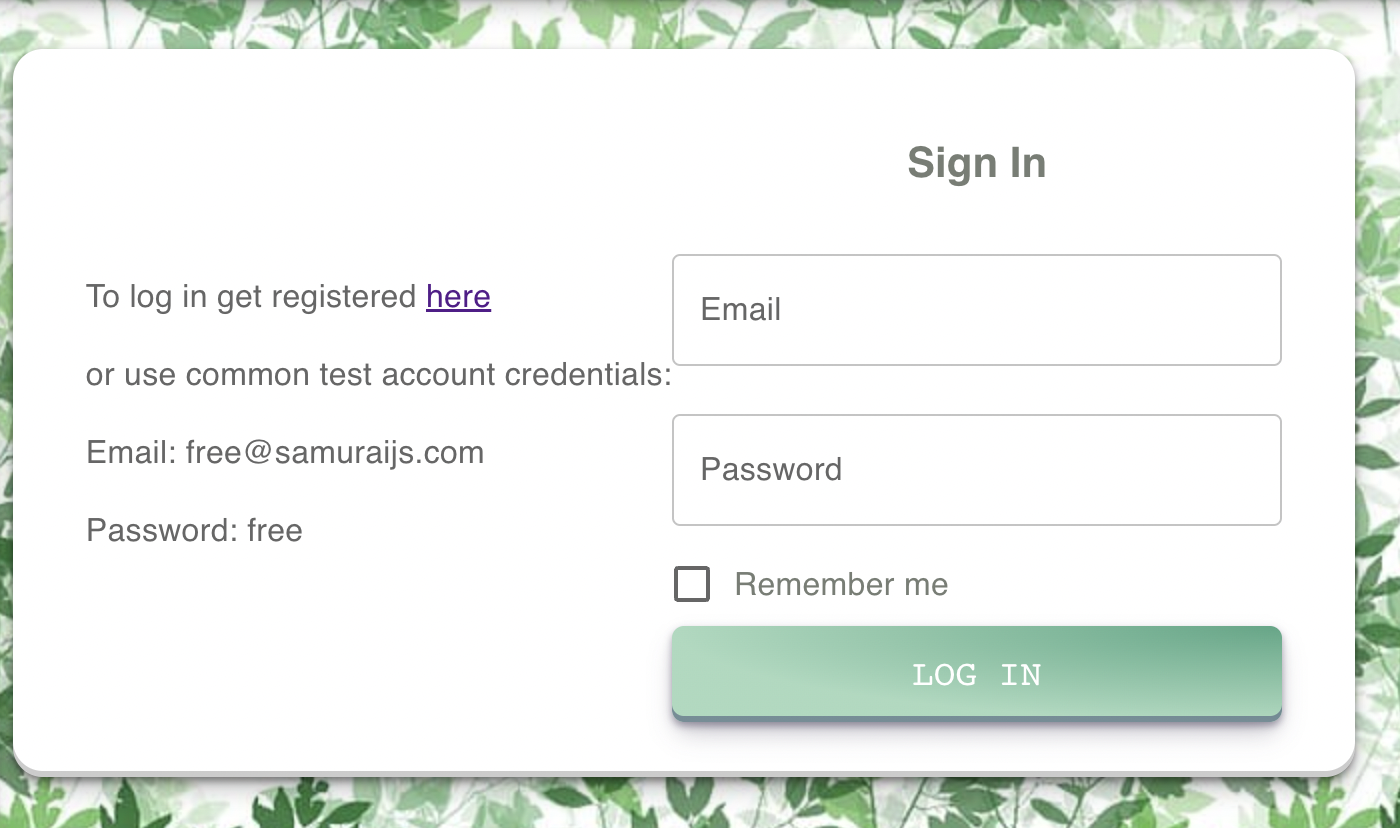 To log in get registered here
or use common test account credentials:
Email: free@samuraijs.com
Password: free
Sign In
Email
Password
Remember me
LOG IN